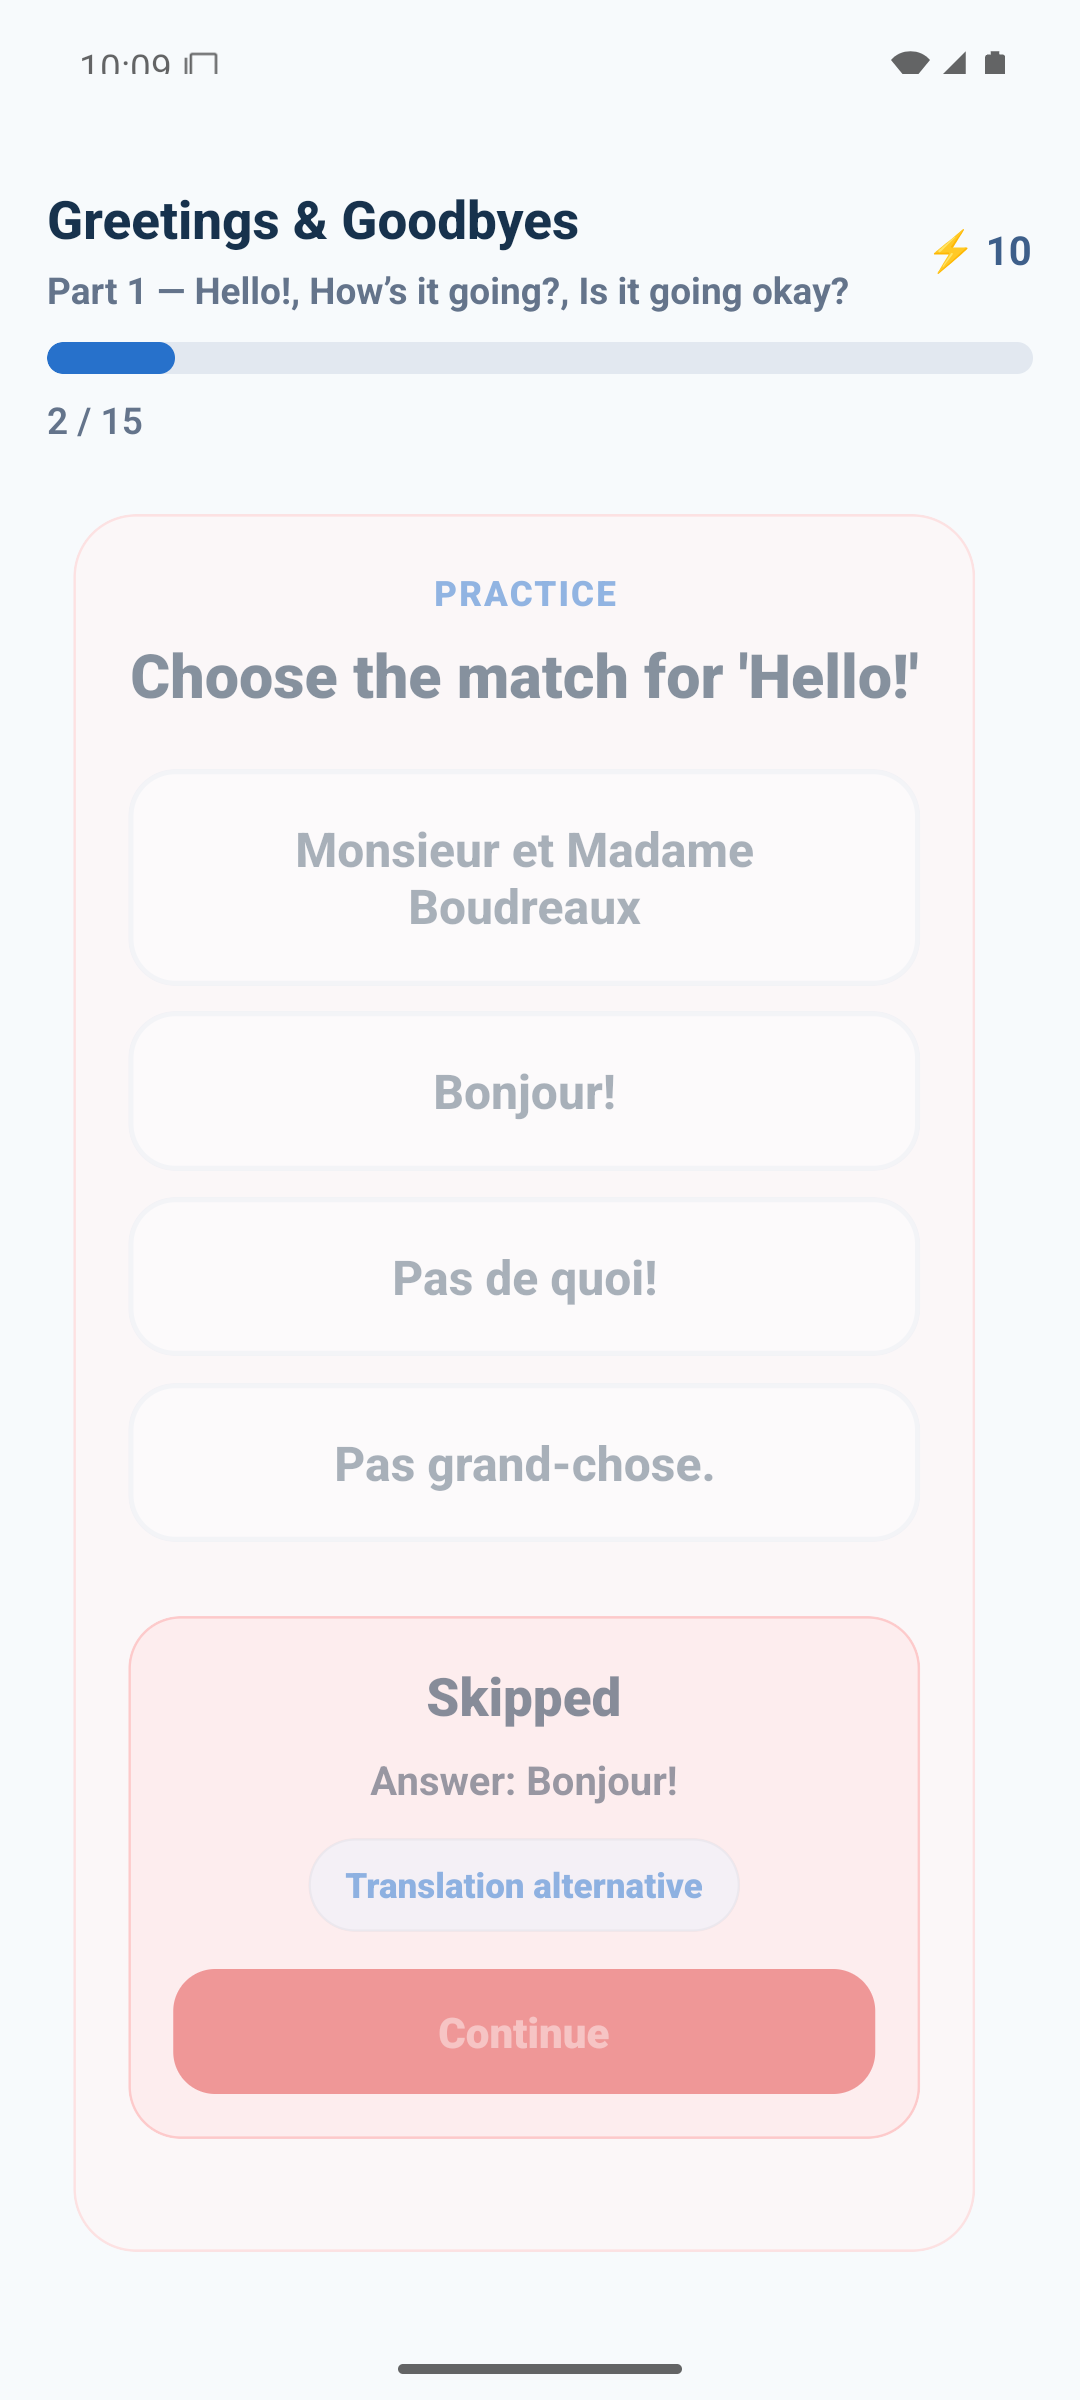 10:09
Greetings & Goodbyes
⚡ 10
Part 1 — Hello!, How’s it going?, Is it going okay?
2 / 15
PRACTICE
Choose the match for 'Hello!'
Monsieur et Madame
Boudreaux
Bonjour!
Pas de quoi!
Pas grand-chose.
Skipped
Answer: Bonjour!
Translation alternative
Continue